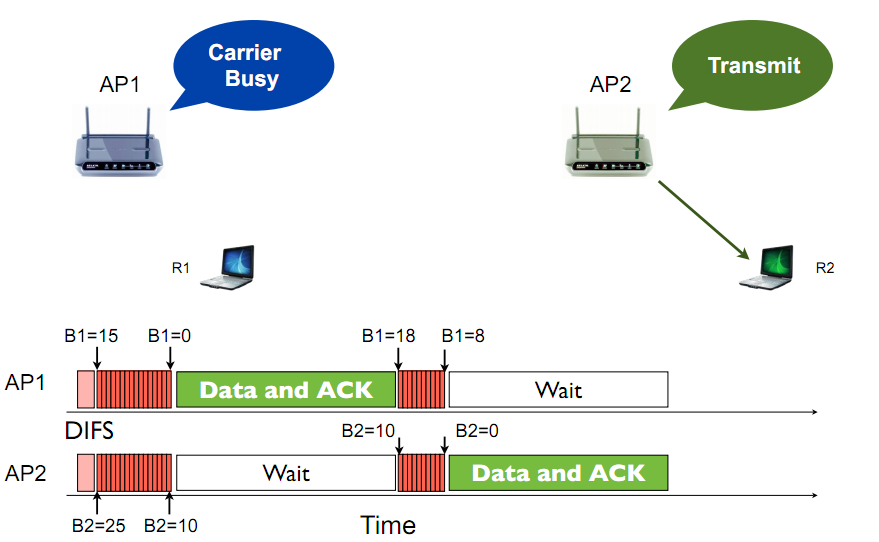 Carrier
Busy
Transmit
AP1
AP2
R1
R2
B1=15
B1=0
B1=18
B1=8
AP1
Data and ACK
Wait
DIFS
B2=10
B2=0
AP2
Wait
Data and ACK
B2=25
B2=10
Time